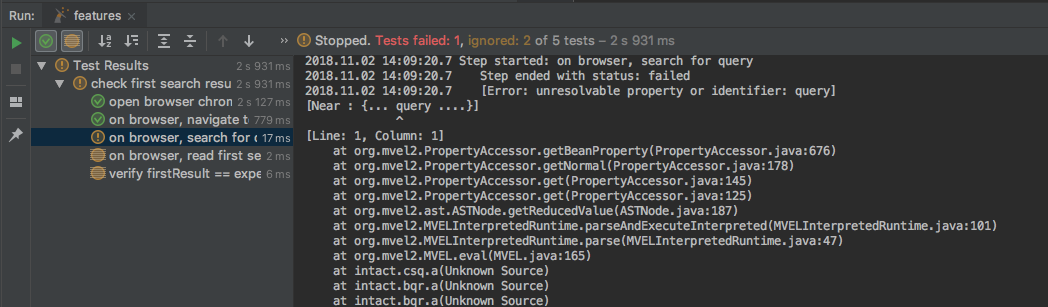 Run: features ×
» Stopped. Tests failed: 1, ignored: 2 of 5 tests – 2 s 931 ms
Test Results 2 s 931 ms
check first search resu 2 s 931 ms
open browser chrom 2 s 127 ms
on browser, navigate to 779 ms
on browser, search for q 17 ms
on browser, read first se 2 ms
verify firstResult == expe 6 ms
2018.11.02 14:09:20.7 Step started: on browser, search for query
2018.11.02 14:09:20.7 Step ended with status: failed
2018.11.02 14:09:20.7 [Error: unresolvable property or identifier: query]
[Near : {... query ....}]
^
[Line: 1, Column: 1]
at org.mvel2.PropertyAccessor.getBeanProperty(PropertyAccessor.java:676)
at org.mvel2.PropertyAccessor.getNormal(PropertyAccessor.java:178)
at org.mvel2.PropertyAccessor.get(PropertyAccessor.java:145)
at org.mvel2.PropertyAccessor.get(PropertyAccessor.java:125)
at org.mvel2.ast.ASTNode.getReducedValue(ASTNode.java:187)
at org.mvel2.MVELInterpretedRuntime.parseAndExecuteInterpreted(MVELInterpretedRuntime.java:101)
at org.mvel2.MVELInterpretedRuntime.parse(MVELInterpretedRuntime.java:47)
at org.mvel2.MVEL.eval(MVEL.java:165)
at intact.csq.a(Unknown Source)
at intact.bqr.a(Unknown Source)
at intact.bqr.a(Unknown Source)